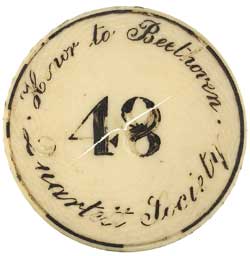 · Honor to Beethoven ·
48
Quartett Society